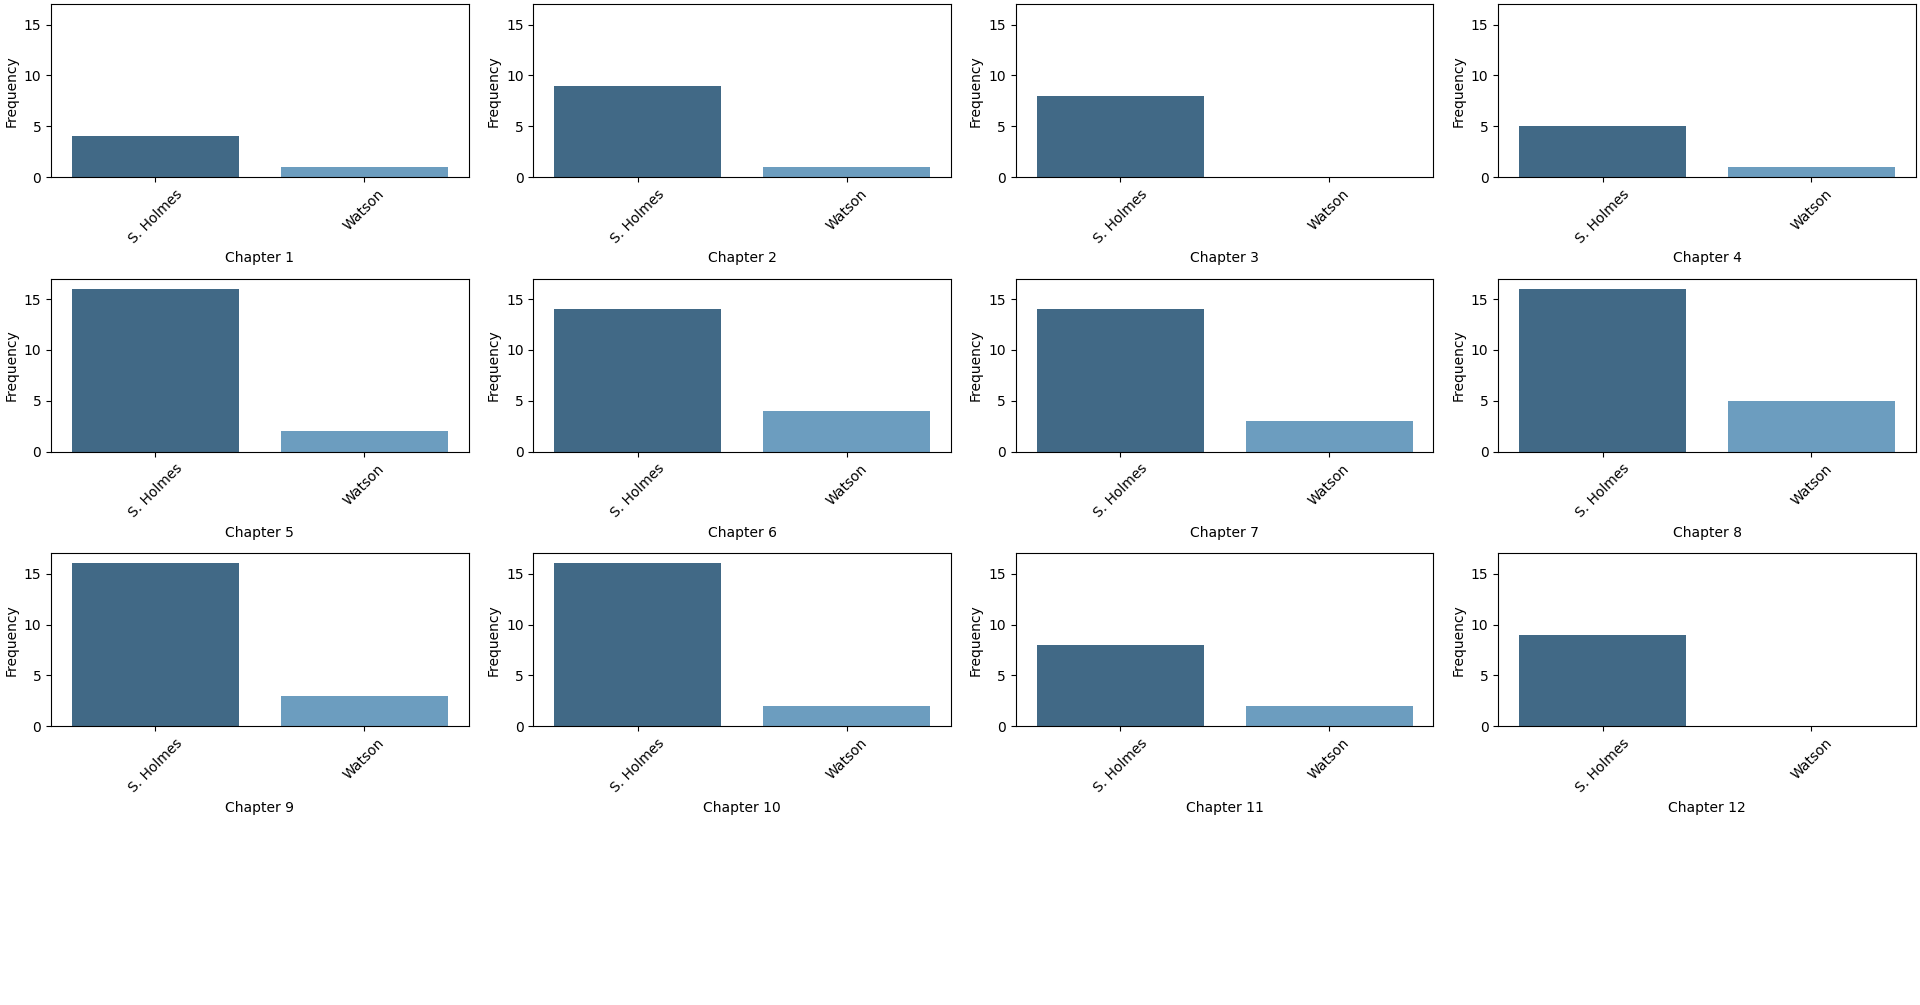 Frequency
15
10
5
0
S. Holmes
Watson
Chapter 1
Frequency
15
10
5
0
S. Holmes
Watson
Chapter 2
Frequency
15
10
5
0
S. Holmes
Watson
Chapter 3
Frequency
15
10
5
0
S. Holmes
Watson
Chapter 4
Frequency
15
10
5
0
S. Holmes
Watson
Chapter 5
Frequency
15
10
5
0
S. Holmes
Watson
Chapter 6
Frequency
15
10
5
0
S. Holmes
Watson
Chapter 7
Frequency
15
10
5
0
S. Holmes
Watson
Chapter 8
Frequency
15
10
5
0
S. Holmes
Watson
Chapter 9
Frequency
15
10
5
0
S. Holmes
Watson
Chapter 10
Frequency
15
10
5
0
S. Holmes
Watson
Chapter 11
Frequency
15
10
5
0
S. Holmes
Watson
Chapter 12